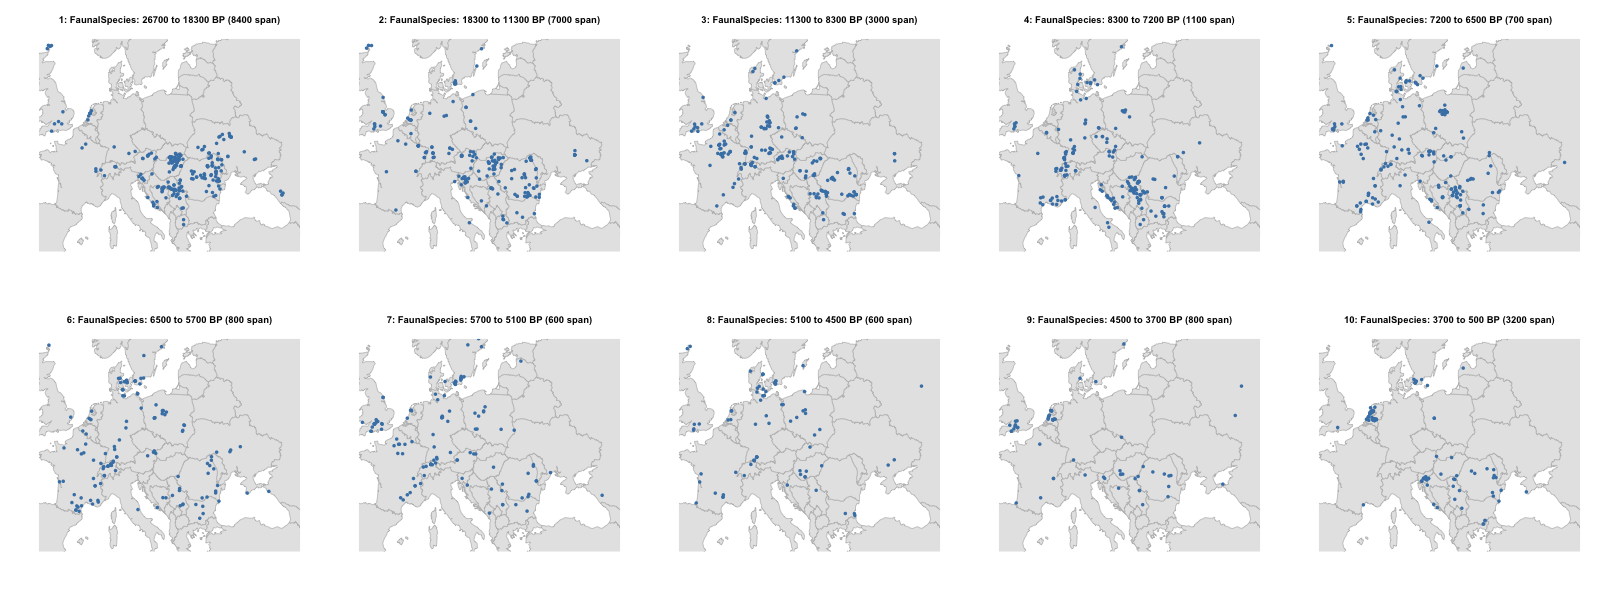 1: FaunalSpecies: 26700 to 18300 BP (8400 span)
2: FaunalSpecies: 18300 to 11300 BP (7000 span)
3: FaunalSpecies: 11300 to 8300 BP (3000 span)
4: FaunalSpecies: 8300 to 7200 BP (1100 span)
5: FaunalSpecies: 7200 to 6500 BP (700 span)
6: FaunalSpecies: 6500 to 5700 BP (800 span)
7: FaunalSpecies: 5700 to 5100 BP (600 span)
8: FaunalSpecies: 5100 to 4500 BP (600 span)
9: FaunalSpecies: 4500 to 3700 BP (800 span)
10: FaunalSpecies: 3700 to 500 BP (3200 span)